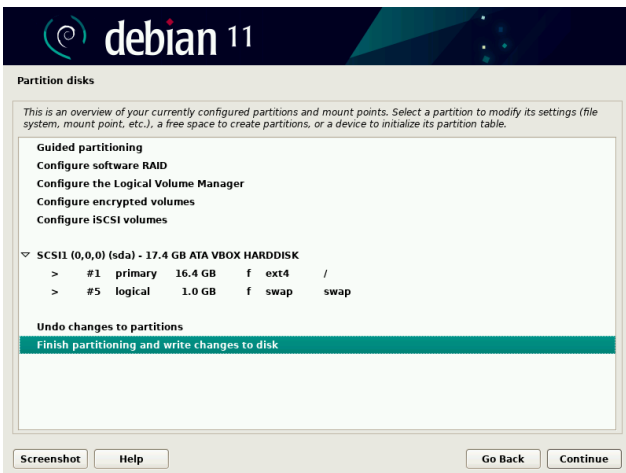 debian 11
Partition disks
This is an overview of your currently configured partitions and mount points. Select a partition to modify its settings (file
system, mount point, etc.), a free space to create partitions, or a device to initialize its partition table.
Guided partitioning
Configure software RAID
Configure the Logical Volume Manager
Configure encrypted volumes
Configure iSCSI volumes
SCSI1 (0,0,0) (sda) - 17.4 GB ATA VBOX HARDDISK
> #1 primary 16.4 GB f ext4 /
> #5 logical 1.0 GB f swap swap
Undo changes to partitions
Finish partitioning and write changes to disk
Screenshot Help Go Back Continue